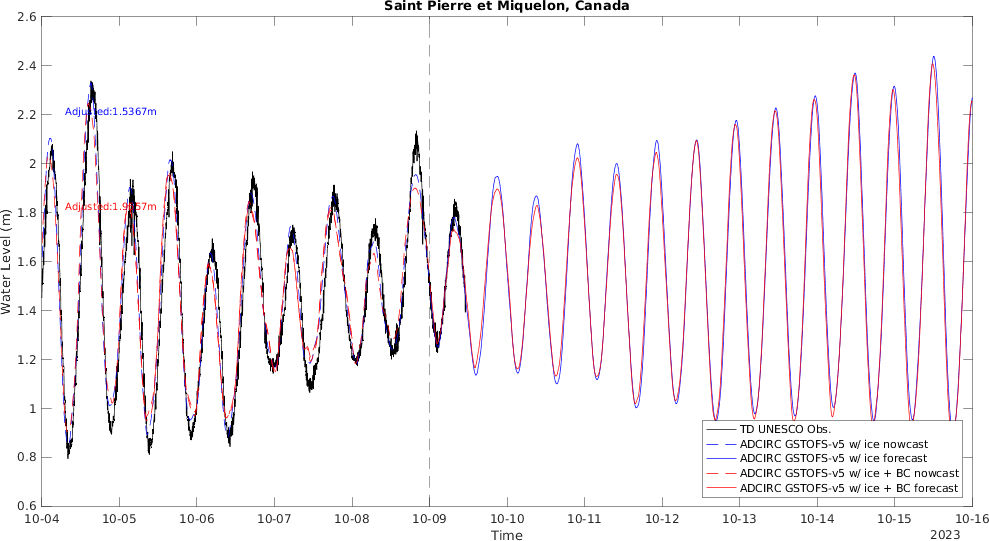 Saint Pierre et Miquelon, Canada
2.6
2.4
2.2
2
1.8
1.6
1.4
1.2
1
0.8
0.6
Water Level (m)
Adjusted:1.5367m
TD UNESCO Obs.
ADCIRC GSTOFS-v5 w/ ice nowcast
ADCIRC GSTOFS-v5 w/ ice forecast
ADCIRC GSTOFS-v5 w/ ice + BC nowcast
ADCIRC GSTOFS-v5 w/ ice + BC forecast
10-04 10-05 10-06 10-07 10-08 10-09 10-10 10-11 10-12 10-13 10-14 10-15 10-16
Time
2023